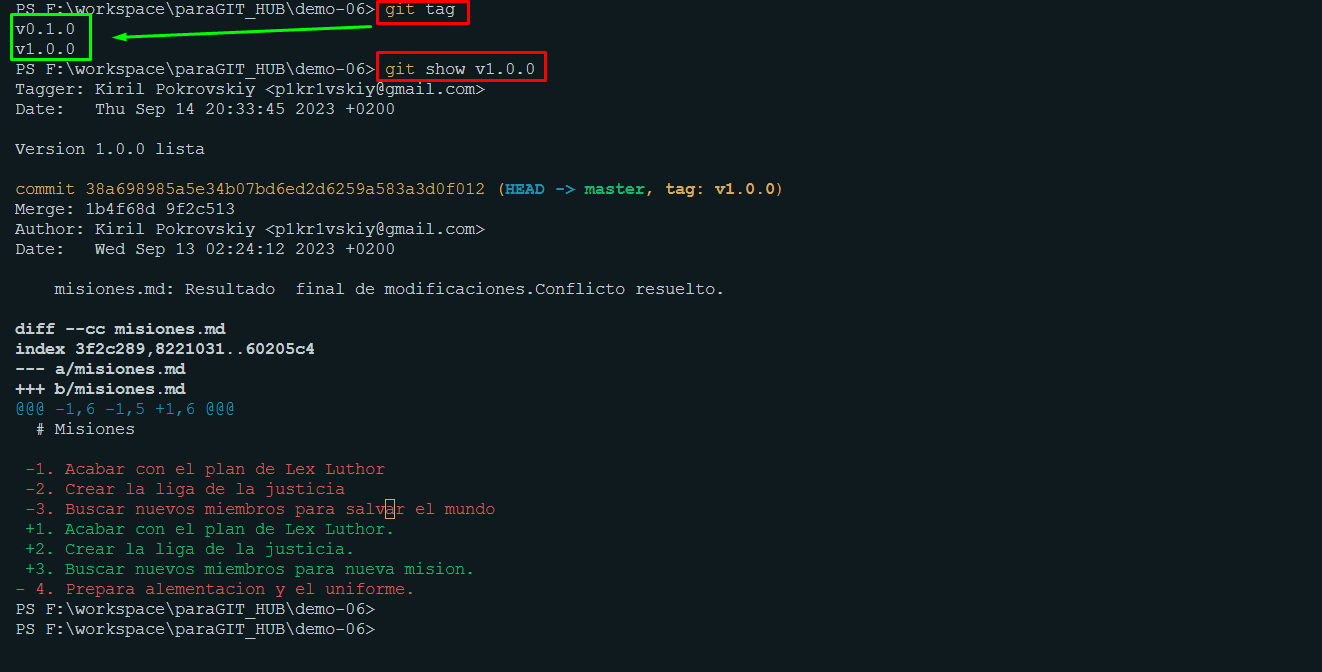 PS F:\workspace\paraGIT_HUB\demo-06> git tag
v0.1.0
v1.0.0
PS F:\workspace\paraGIT_HUB\demo-06> git show v1.0.0
Tagger: Kiril Pokrovskiy <p1kr1vskiy@gmail.com>
Date:   Thu Sep 14 20:33:45 2023 +0200
Version 1.0.0 lista
commit 38a698985a5e34b07bd6ed2d6259a583a3d0f012 (HEAD -> master, tag: v1.0.0)
Merge: 1b4f68d 9f2c513
Author: Kiril Pokrovskiy <p1kr1vskiy@gmail.com>
Date:   Wed Sep 13 02:24:12 2023 +0200
    misiones.md: Resultado  final de modificaciones.Conflicto resuelto.
diff --cc misiones.md
index 3f2c289,8221031..60205c4
--- a/misiones.md
+++ b/misiones.md
@@@ -1,6 -1,5 +1,6 @@@
  # Misiones
 -1. Acabar con el plan de Lex Luthor
 -2. Crear la liga de la justicia
 -3. Buscar nuevos miembros para salvar el mundo
 +1. Acabar con el plan de Lex Luthor.
 +2. Crear la liga de la justicia.
 +3. Buscar nuevos miembros para nueva mision.
- 4. Prepara alementacion y el uniforme.
PS F:\workspace\paraGIT_HUB\demo-06>
PS F:\workspace\paraGIT_HUB\demo-06>